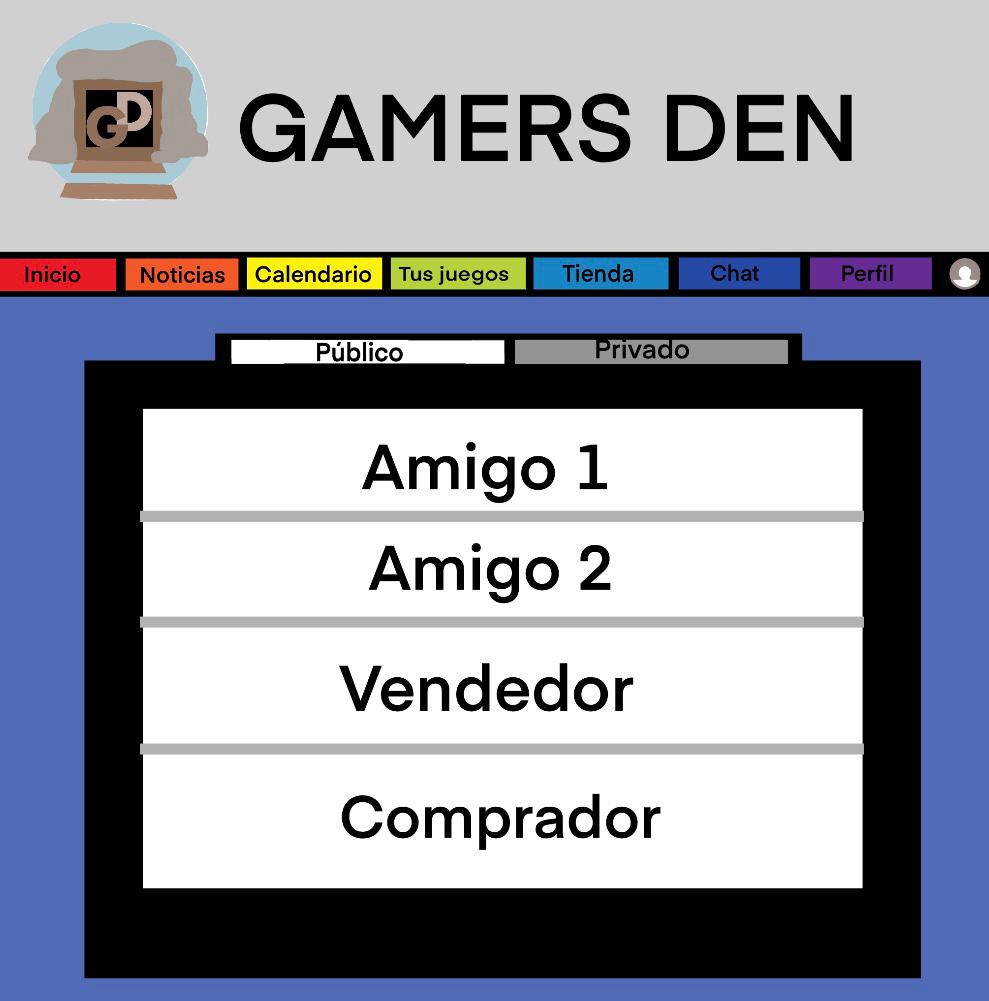 GD
GAMERS DEN
Inicio Noticias Calendario Tus juegos Tienda Chat Perfil
Público Privado
Amigo 1
Amigo 2
Vendedor
Comprador